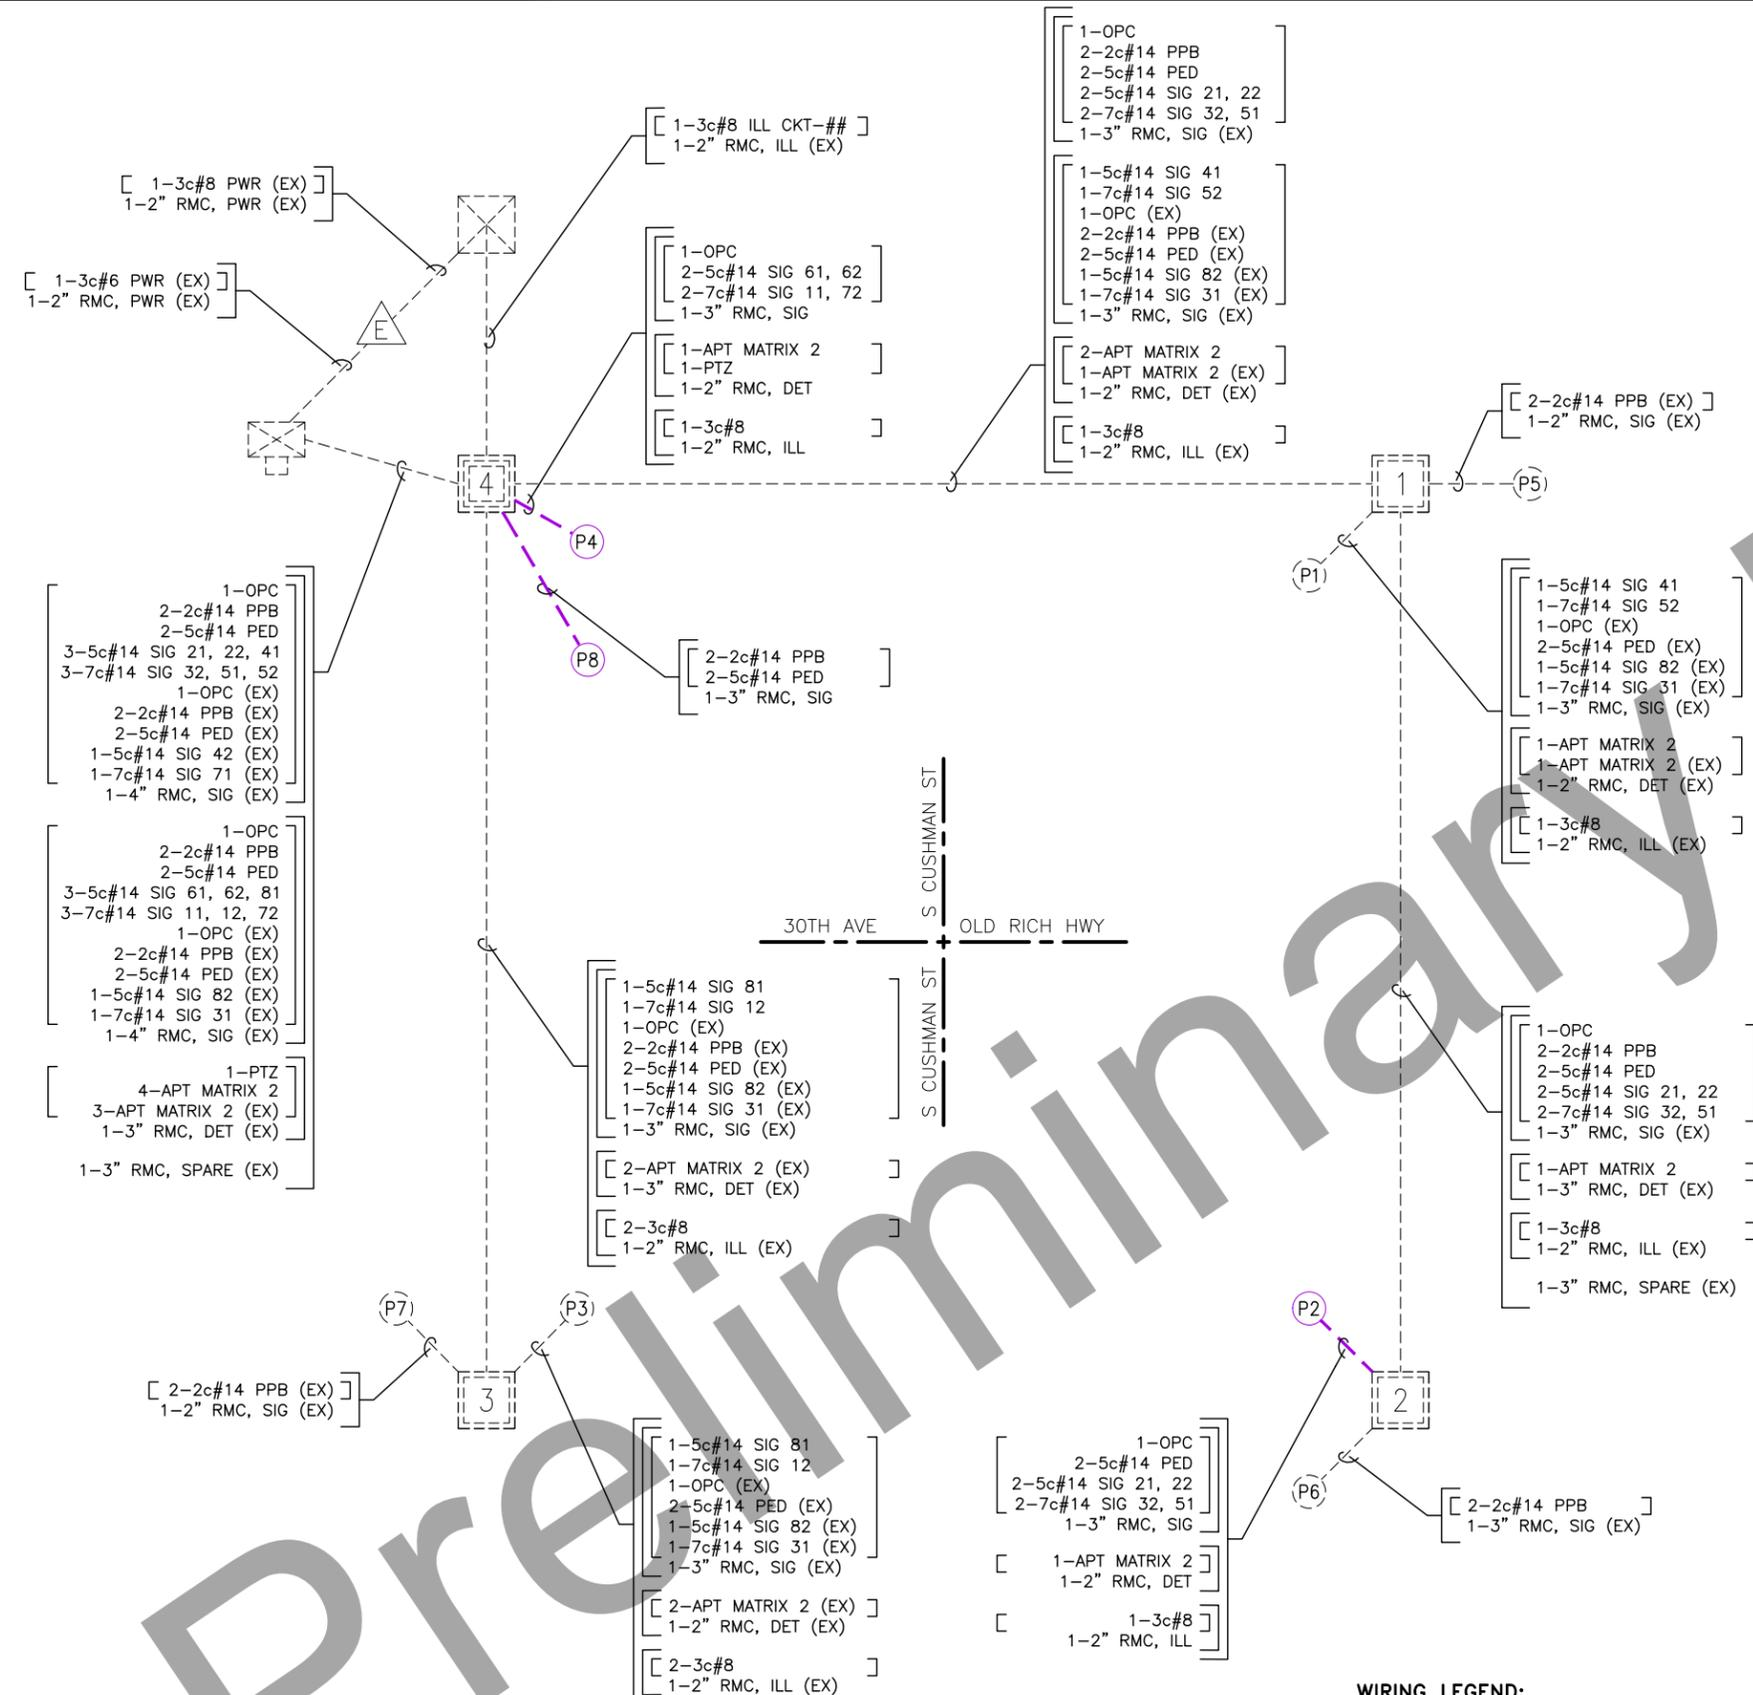 1-OPC
2-2c#14 PPB
2-5c#14 PED
2-5c#14 SIG 21, 22
2-7c#14 SIG 32, 51
1-3" RMC, SIG (EX)
1-5c#14 SIG 41
1-7c#14 SIG 52
1-OPC (EX)
2-2c#14 PPB (EX)
2-5c#14 PED (EX)
1-5c#14 SIG 82 (EX)
1-7c#14 SIG 31 (EX)
1-3" RMC, SIG (EX)
2-APT MATRIX 2
1-APT MATRIX 2 (EX)
1-2" RMC, DET (EX)
1-3c#8
1-2" RMC, ILL (EX)
1-3c#8 ILL CKT-##
1-2" RMC, ILL (EX)
1-3c#8 PWR (EX)
1-2" RMC, PWR (EX)
1-3c#6 PWR (EX)
1-2" RMC, PWR (EX)
E
1-OPC
2-5c#14 SIG 61, 62
2-7c#14 SIG 11, 72
1-3" RMC, SIG
1-APT MATRIX 2
1-PTZ
1-2" RMC, DET
1-3c#8
1-2" RMC, ILL
2-2c#14 PPB (EX)
1-2" RMC, SIG (EX)
4
1
P5
P4
P1
P8
1-OPC
2-2c#14 PPB
2-5c#14 PED
3-5c#14 SIG 21, 22, 41
3-7c#14 SIG 32, 51, 52
1-OPC (EX)
2-2c#14 PPB (EX)
2-5c#14 PED (EX)
1-5c#14 SIG 42 (EX)
1-7c#14 SIG 71 (EX)
1-4" RMC, SIG (EX)
1-OPC
2-2c#14 PPB
2-5c#14 PED
3-5c#14 SIG 61, 62, 81
3-7c#14 SIG 11, 12, 72
1-OPC (EX)
2-2c#14 PPB (EX)
2-5c#14 PED (EX)
1-5c#14 SIG 82 (EX)
1-7c#14 SIG 31 (EX)
1-4" RMC, SIG (EX)
1-PTZ
4-APT MATRIX 2
3-APT MATRIX 2 (EX)
1-3" RMC, DET (EX)
1-3" RMC, SPARE (EX)
2-2c#14 PPB
2-5c#14 PED
1-3" RMC, SIG
1-5c#14 SIG 41
1-7c#14 SIG 52
1-OPC (EX)
2-5c#14 PED (EX)
1-5c#14 SIG 82 (EX)
1-7c#14 SIG 31 (EX)
1-3" RMC, SIG (EX)
1-APT MATRIX 2
1-APT MATRIX 2 (EX)
1-2" RMC, DET (EX)
1-3c#8
1-2" RMC, ILL (EX)
S CUSHMAN ST
30TH AVE
OLD RICH HWY
S CUSHMAN ST
1-5c#14 SIG 81
1-7c#14 SIG 12
1-OPC (EX)
2-2c#14 PPB (EX)
2-5c#14 PED (EX)
1-5c#14 SIG 82 (EX)
1-7c#14 SIG 31 (EX)
1-3" RMC, SIG (EX)
2-APT MATRIX 2 (EX)
1-3" RMC, DET (EX)
2-3c#8
1-2" RMC, ILL (EX)
1-OPC
2-2c#14 PPB
2-5c#14 PED
2-5c#14 SIG 21, 22
2-7c#14 SIG 32, 51
1-3" RMC, SIG (EX)
1-APT MATRIX 2
1-3" RMC, DET (EX)
1-3c#8
1-2" RMC, ILL (EX)
1-3" RMC, SPARE (EX)
P7
P3
P2
2-2c#14 PPB (EX)
1-2" RMC, SIG (EX)
3
2
P6
1-5c#14 SIG 81
1-7c#14 SIG 12
1-OPC (EX)
2-5c#14 PED (EX)
1-5c#14 SIG 82 (EX)
1-7c#14 SIG 31 (EX)
1-3" RMC, SIG (EX)
2-APT MATRIX 2 (EX)
1-2" RMC, DET (EX)
2-3c#8
1-2" RMC, ILL (EX)
1-OPC
2-5c#14 PED
2-5c#14 SIG 21, 22
2-7c#14 SIG 32, 51
1-3" RMC, SIG
1-APT MATRIX 2
1-2" RMC, DET
1-3c#8
1-2" RMC, ILL
2-2c#14 PPB
1-3" RMC, SIG (EX)
Preliminary
WIRING LEGEND: